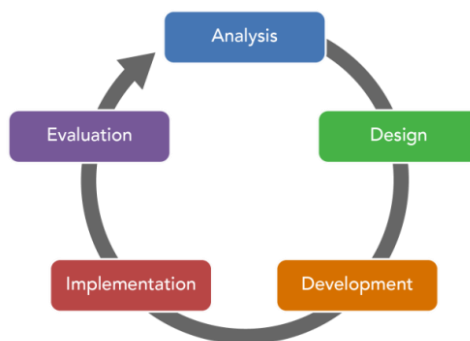 Analysis
Design
Development
Implementation
Evaluation